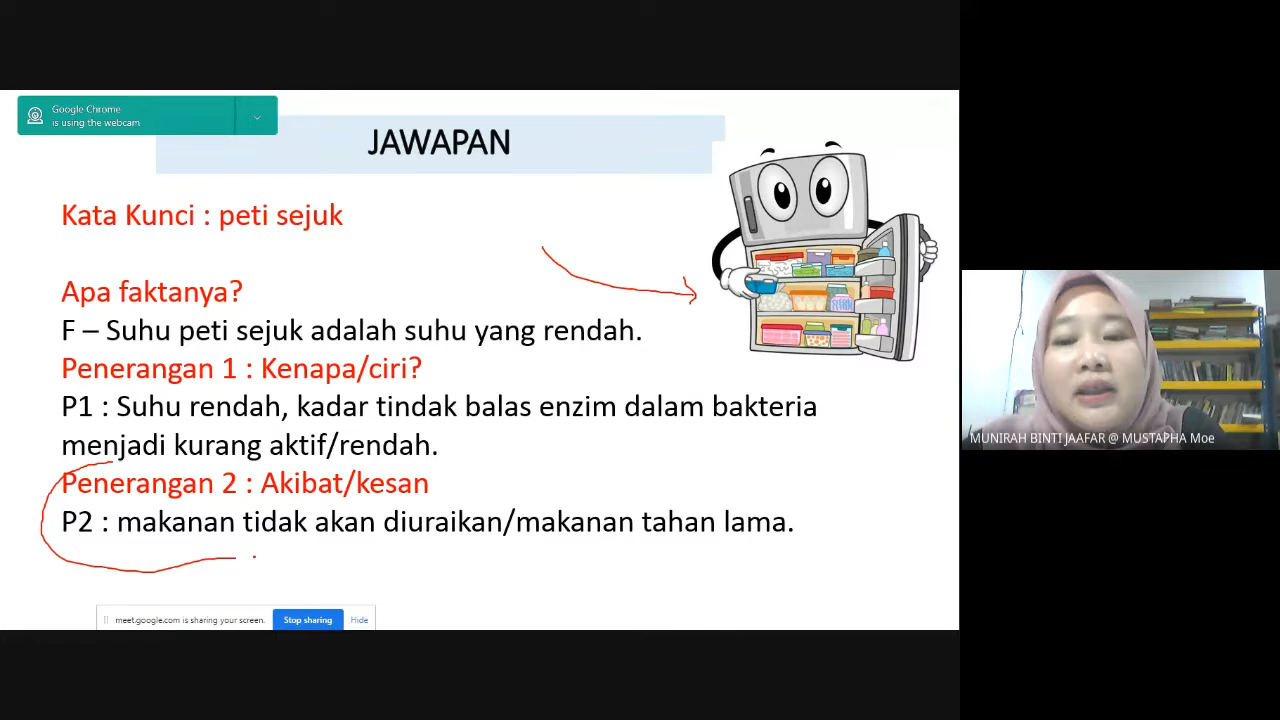 Google Chrome
is using the webcam
JAWAPAN
Kata Kunci : peti sejuk
Apa faktanya?
F – Suhu peti sejuk adalah suhu yang rendah.
Penerangan 1 : Kenapa/ciri?
P1 : Suhu rendah, kadar tindak balas enzim dalam bakteria
menjadi kurang aktif/rendah.
Penerangan 2 : Akibat/kesan
P2 : makanan tidak akan diuraikan/makanan tahan lama.
MUNIRAH BINTI JAAFAR @ MUSTAPHA Moe
meet.google.com is sharing your screen.
Stop sharing
Hide